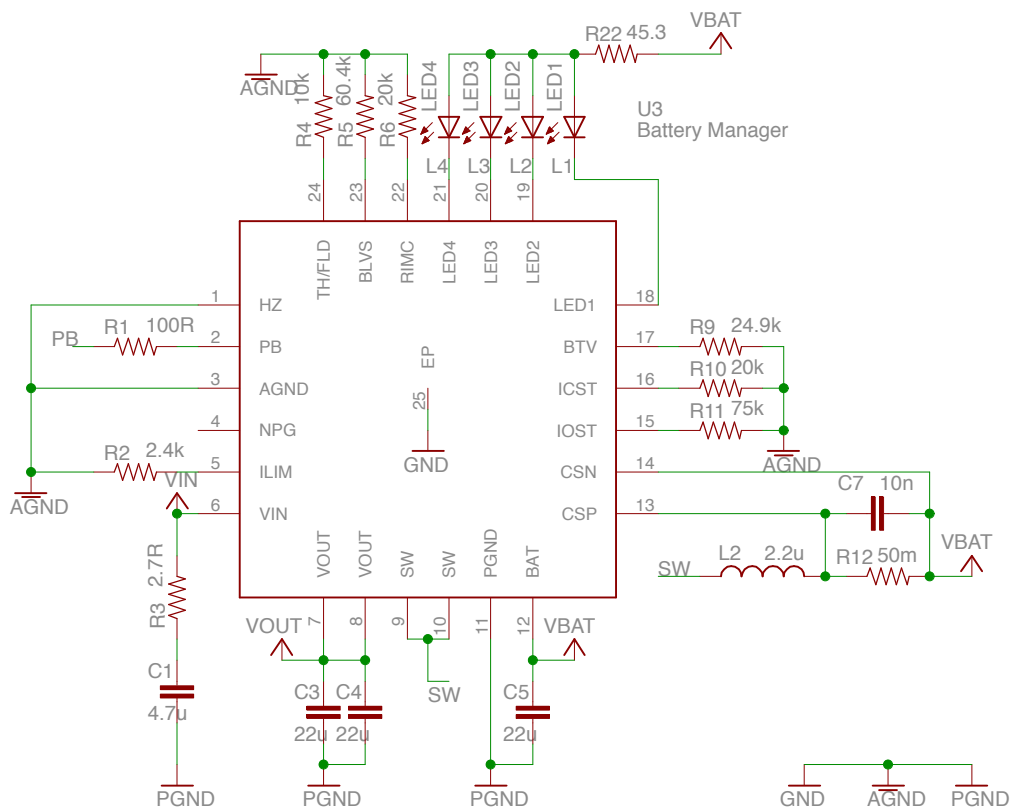 R22 45.3
VBAT
AGND
10k
60.4k
20k
R4
R5
R6
LED4
LED3
LED2
LED1
L4
L3
L2
L1
U3
Battery Manager
24
23
22
21
20
19
TH/FLD
BLVS
RIMC
LED4
LED3
LED2
1 HZ
LED1 18
PB R1 100R 2 PB
BTV 17 R9 24.9k
3 AGND
ICST 16 R10 20k
EP
25
GND
4 NPG
IOST 15 R11 75k
AGND
R2 2.4k 5 ILIM
CSN 14
AGND
VIN
6 VIN
CSP 13
C7 10n
SW L2 2.2u
R12 50m
VBAT
VOUT
VOUT
SW
SW
PGND
BAT
7
8
9
10
11
12
R3 2.7R
VOUT
VBAT
SW
C1
4.7u
C3
22u
C4
22u
C5
22u
PGND
PGND
PGND
GND
AGND
PGND